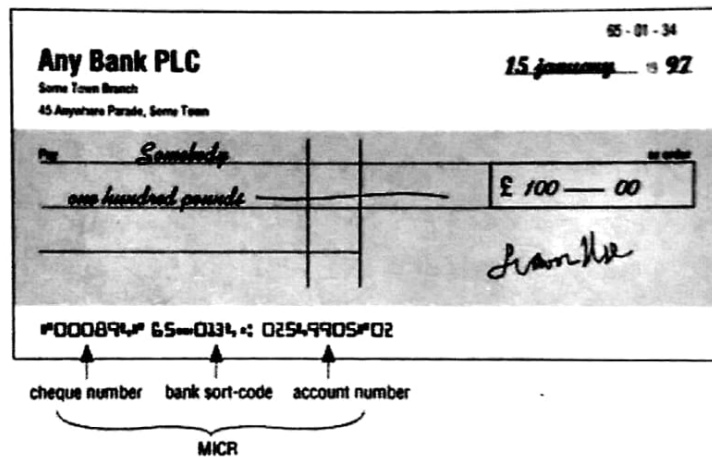 65 - 01 - 34
Any Bank PLC
15 january 19 97
Some Town Branch
45 Anywhere Parade, Some Town
Pay Somebody or order
one hundred pounds £ 100 — 00
⑈000894⑈ 65⑉0134 ⑆ 02549905⑈02
cheque number bank sort-code account number
MICR